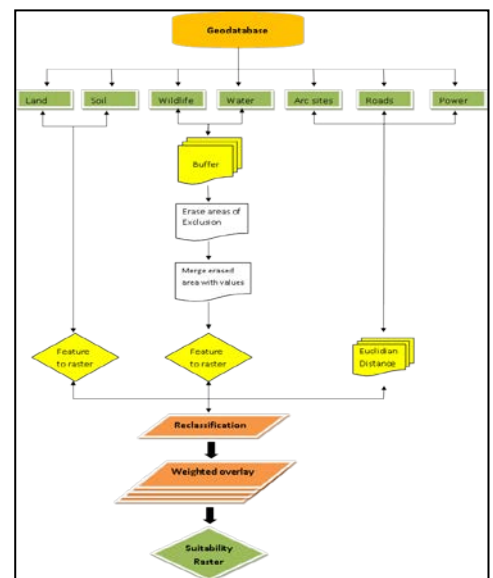 Geodatabase
Land Soil Wildlife Water Arc sites Roads Power
Buffer
Erase areas of
Exclusion
Merge erased
area with values
Feature
to raster
Feature
to raster
Euclidian
Distance
Reclassification
Weighted overlay
Suitability
Raster